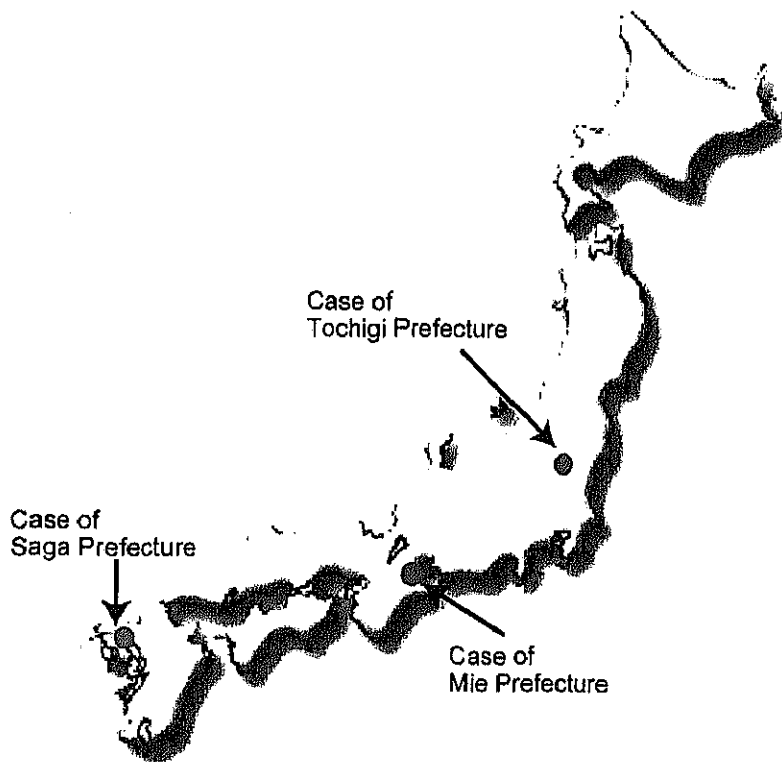 Case of
Tochigi Prefecture
Case of
Saga Prefecture
Case of
Mie Prefecture